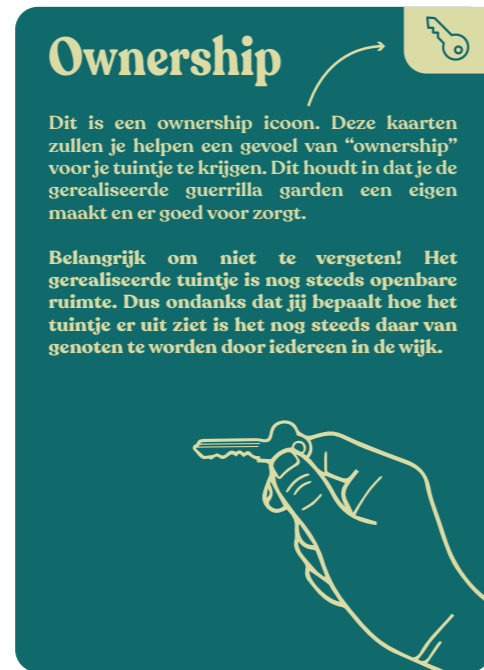 Ownership
Dit is een ownership icoon. Deze kaarten
zullen je helpen een gevoel van “ownership”
voor je tuintje te krijgen. Dit houdt in dat je de
gerealiseerde guerrilla garden een eigen
maakt en er goed voor zorgt.
Belangrijk om niet te vergeten! Het
gerealiseerde tuintje is nog steeds openbare
ruimte. Dus ondanks dat jij bepaalt hoe het
tuintje er uit ziet is het nog steeds daar van
genoten te worden door iedereen in de wijk.